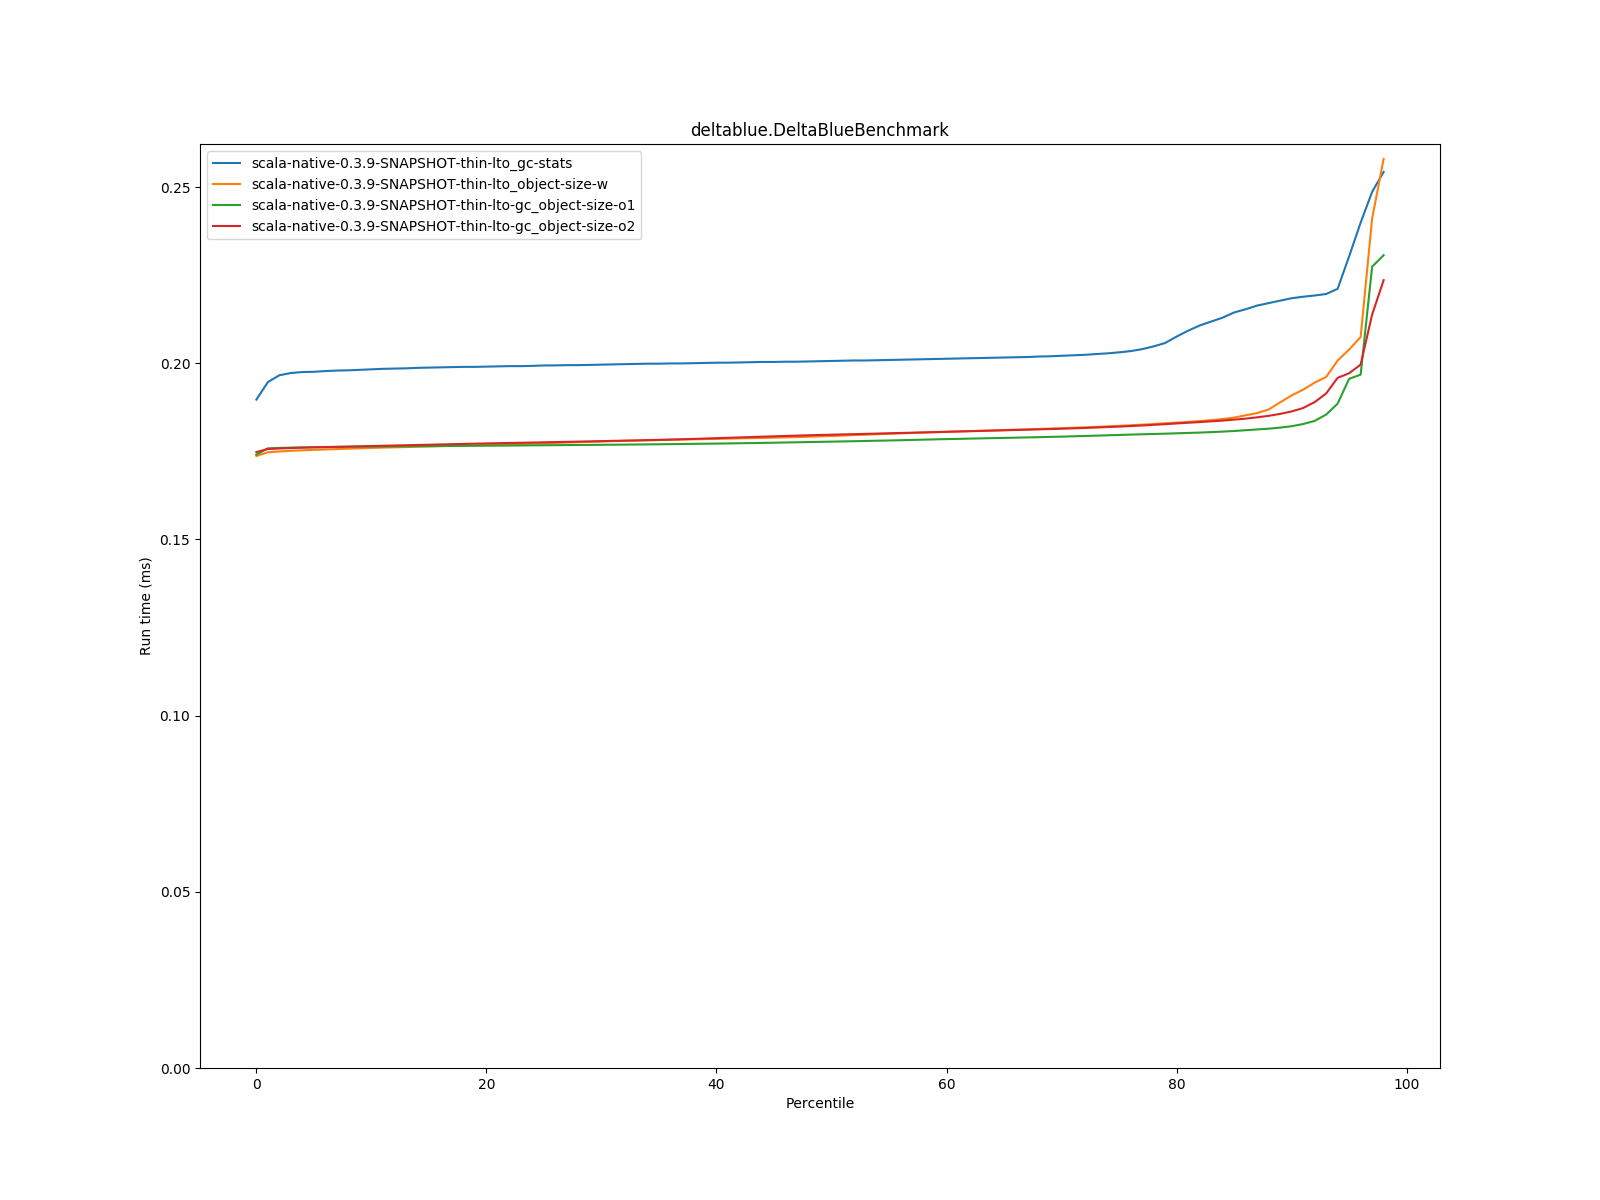 deltablue.DeltaBlueBenchmark
scala-native-0.3.9-SNAPSHOT-thin-lto_gc-stats
scala-native-0.3.9-SNAPSHOT-thin-lto_object-size-w
scala-native-0.3.9-SNAPSHOT-thin-lto-gc_object-size-o1
scala-native-0.3.9-SNAPSHOT-thin-lto-gc_object-size-o2
0.25
0.20
0.15
0.10
0.05
0.00
Run time (ms)
0 20 40 60 80 100
Percentile